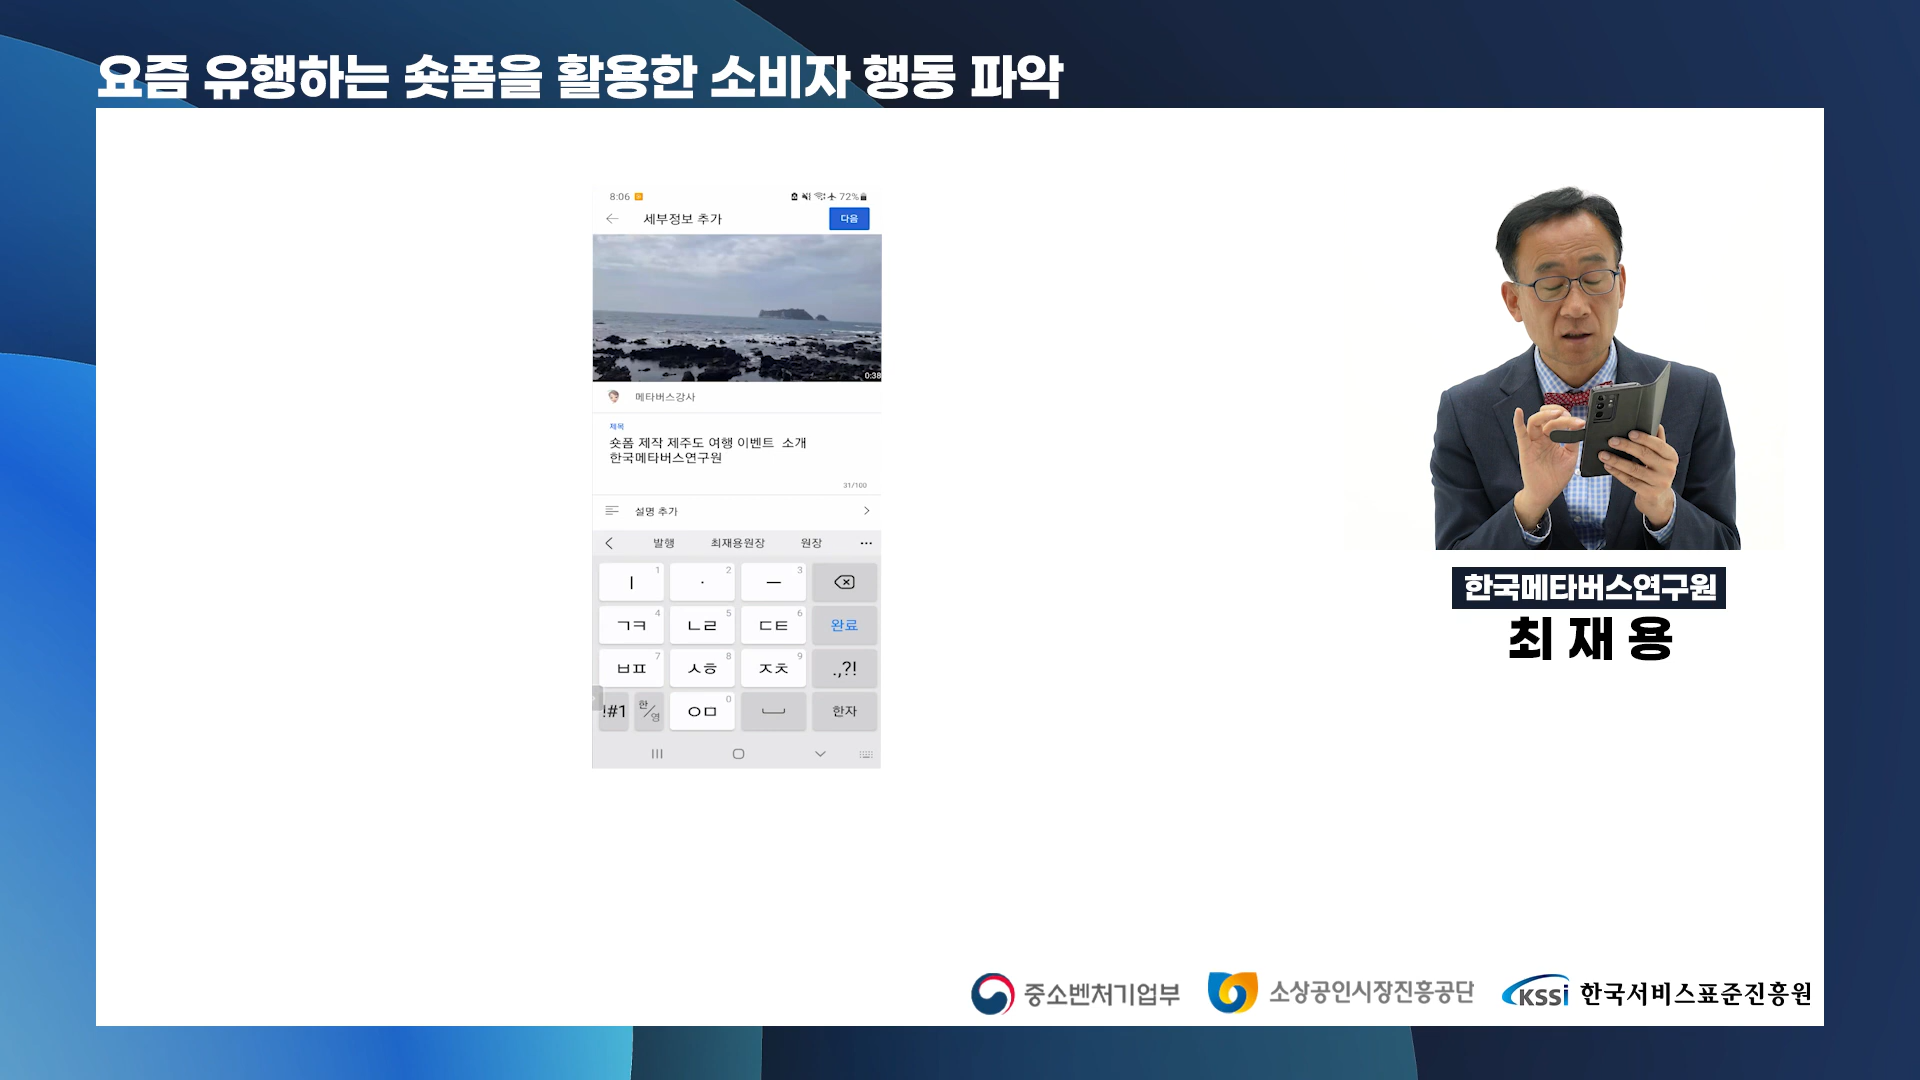 요즘 유행하는 숏폼을 활용한 소비자 행동 파악
8:06 72%
세부정보 추가 다음
0:38
메타버스강사
제목
숏폼 제작 제주도 여행 이벤트 소개
한국메타버스연구원
31/100
설명 추가
발행 최재용원장 원장 ···
ㅣ 1 · 2 ㅡ 3
ㄱㅋ 4 ㄴㄹ 5 ㄷㅌ 6 완료
ㅂㅍ 7 ㅅㅎ 8 ㅈㅊ 9 .,?!
!#1 한/영 ㅇㅁ 0 한자
한국메타버스연구원
최재용
중소벤처기업부 소상공인시장진흥공단 KSSi 한국서비스표준진흥원